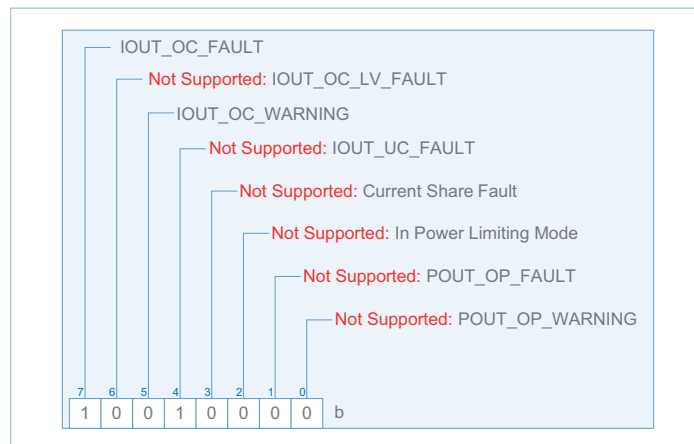 IOUT_OC_FAULT
Not Supported: IOUT_OC_LV_FAULT
IOUT_OC_WARNING
Not Supported: IOUT_UC_FAULT
Not Supported: Current Share Fault
Not Supported: In Power Limiting Mode
Not Supported: POUT_OP_FAULT
Not Supported: POUT_OP_WARNING
7 6 5 4 3 2 1 0
1 0 0 1 0 0 0 0 b